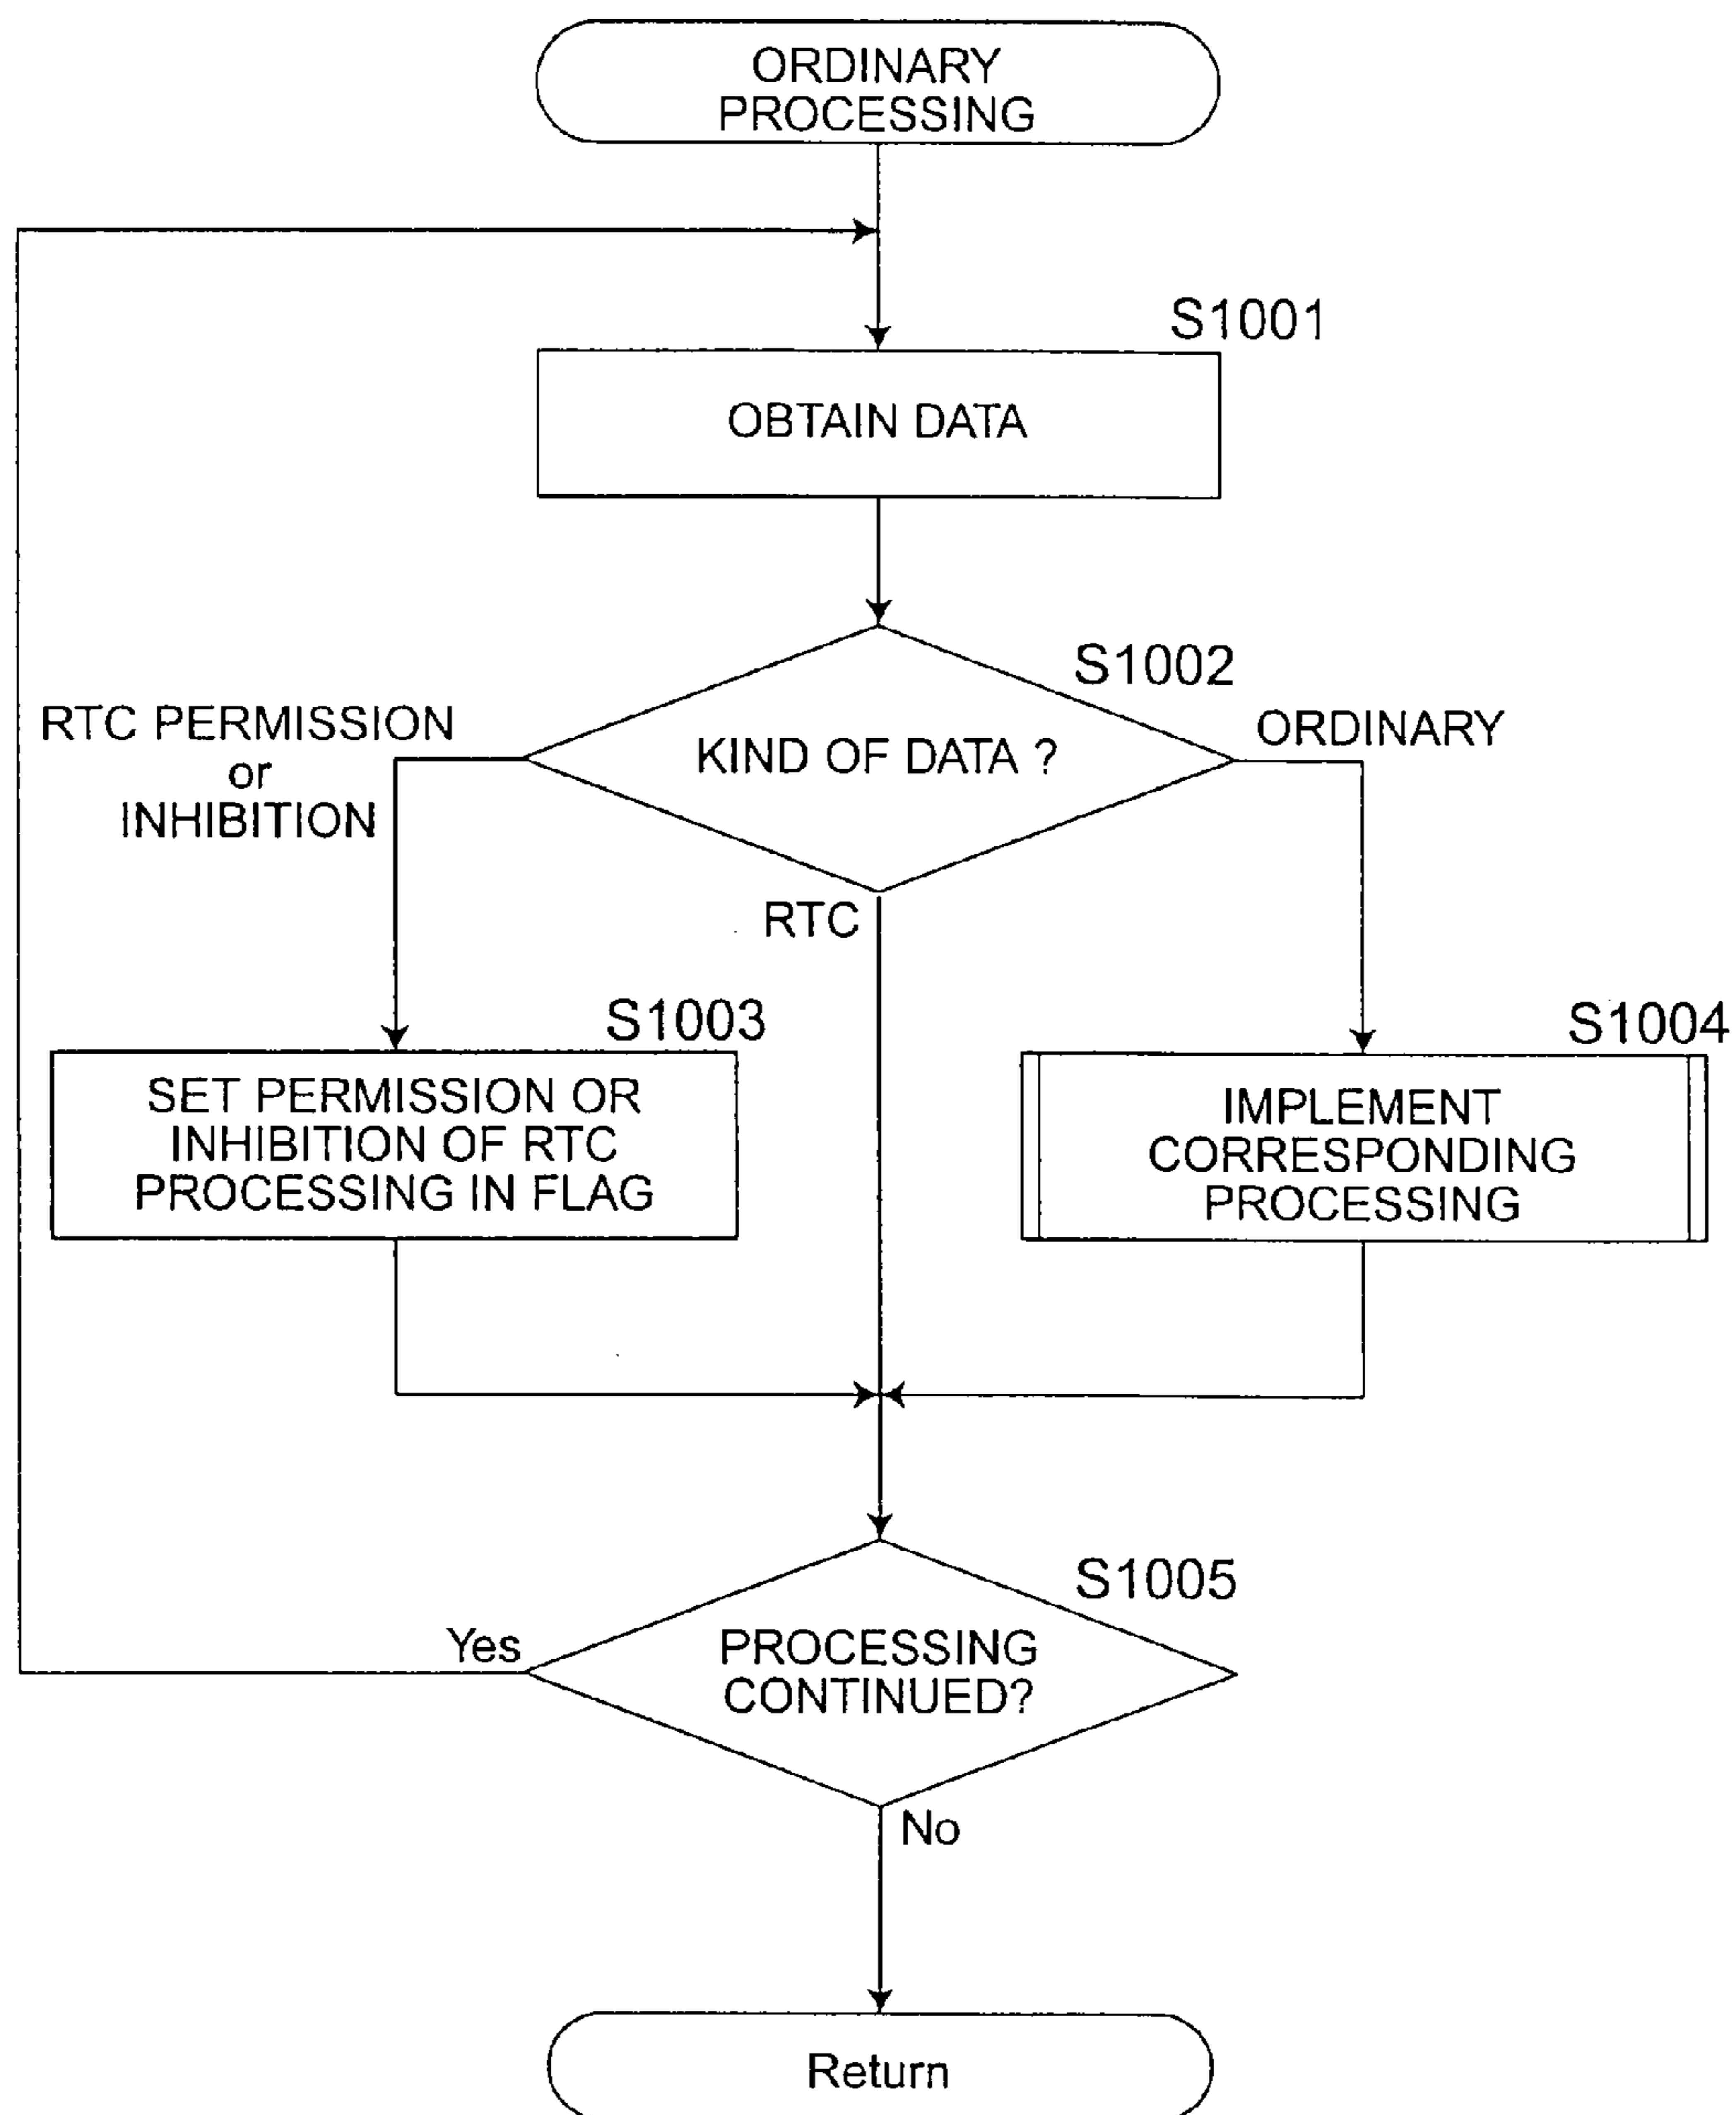 ORDINARY
PROCESSING
S1001
OBTAIN DATA
S1002
RTC PERMISSION
or
INHIBITION
KIND OF DATA ?
ORDINARY
RTC
S1003
SET PERMISSION OR
INHIBITION OF RTC
PROCESSING IN FLAG
S1004
IMPLEMENT
CORRESPONDING
PROCESSING
S1005
Yes
PROCESSING
CONTINUED?
No
Return